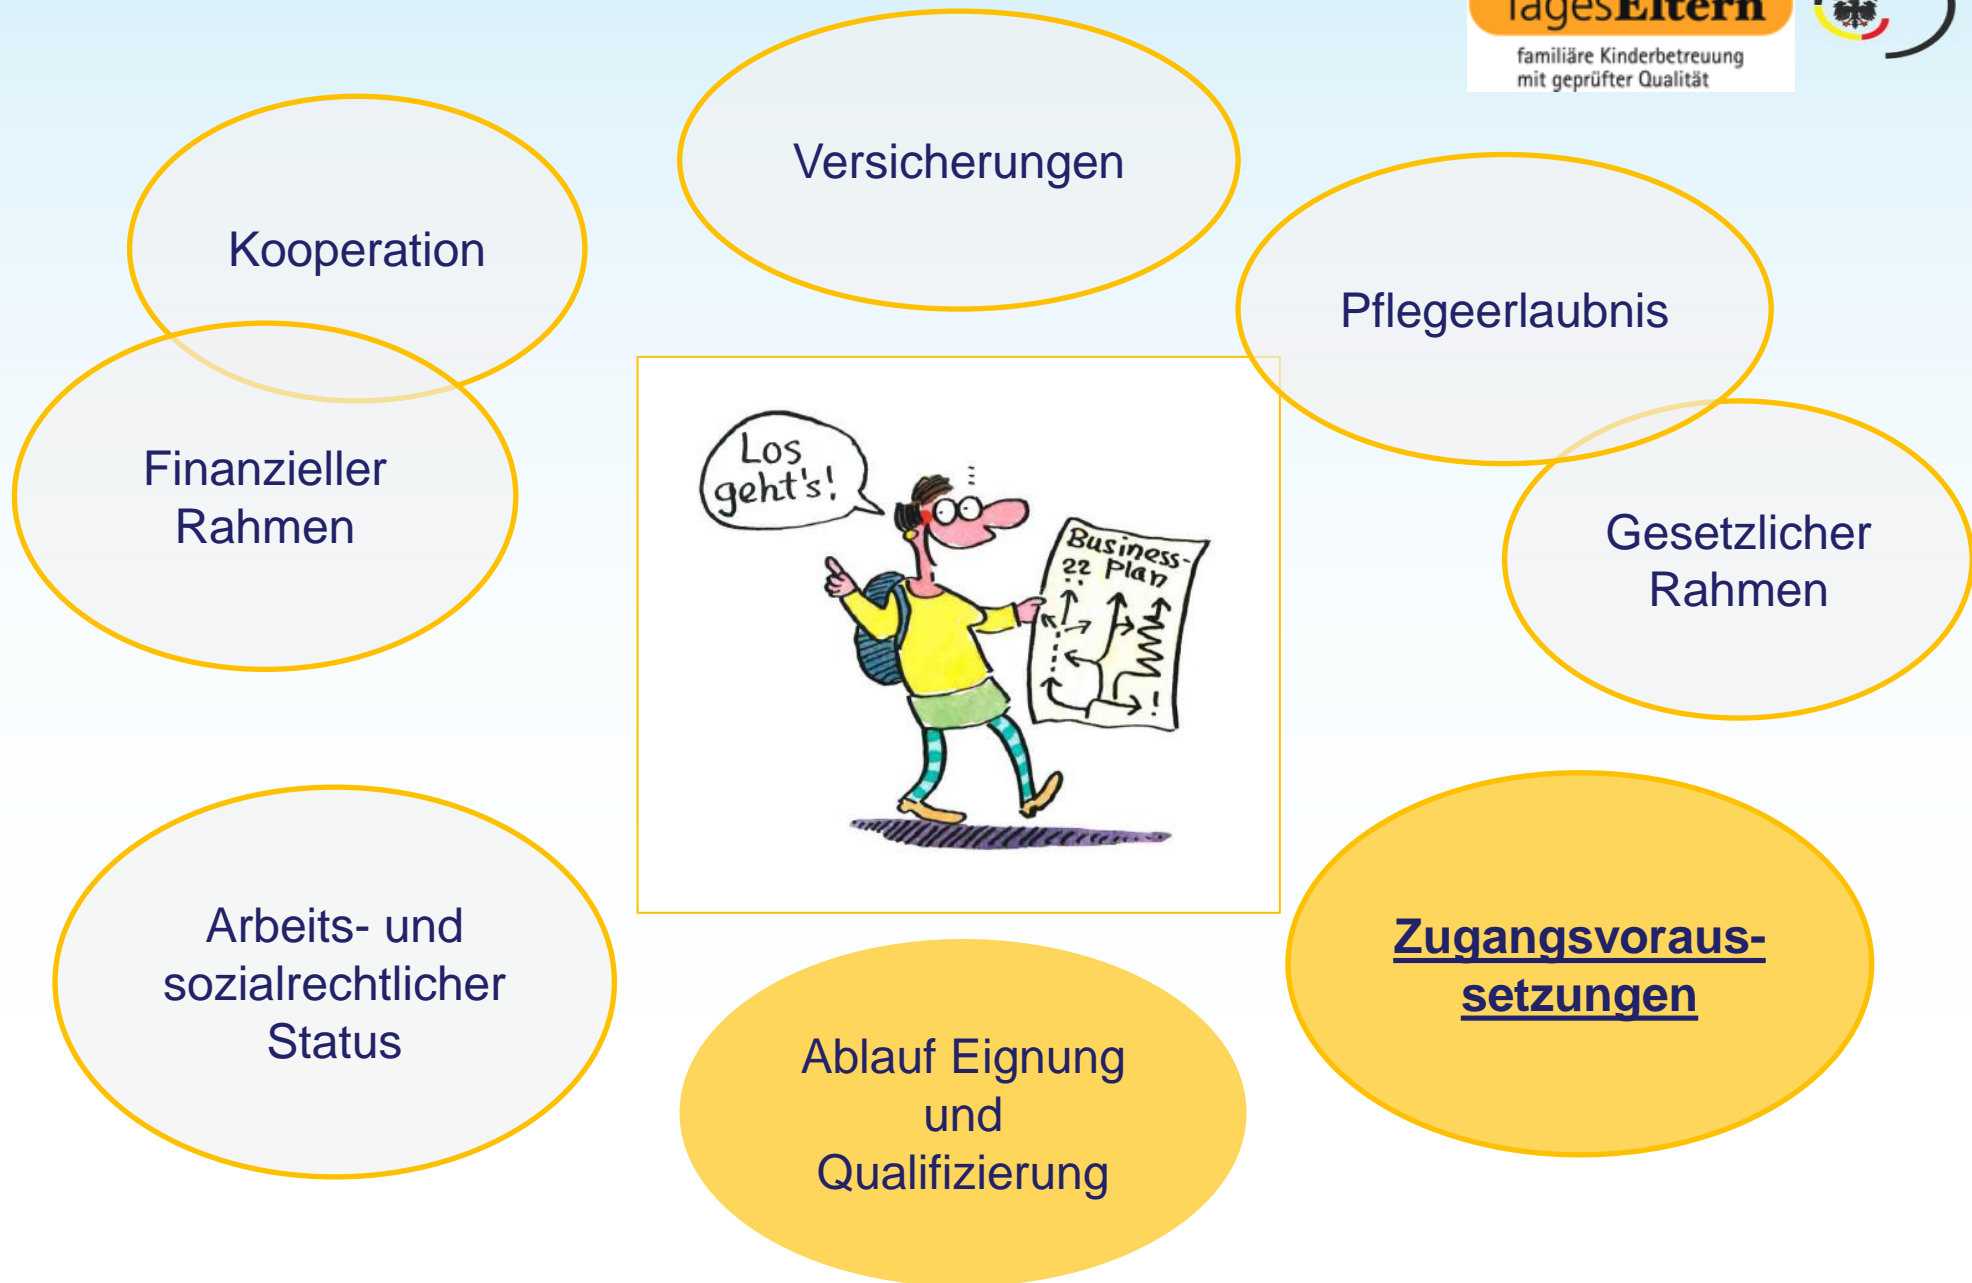 TagesEltern
familiäre Kinderbetreuung
mit geprüfter Qualität
Versicherungen
Kooperation
Pflegeerlaubnis
Finanzieller
Rahmen
Los
geht's!
Business-
Plan
Gesetzlicher
Rahmen
Arbeits- und
sozialrechtlicher
Status
Ablauf Eignung
und
Qualifizierung
Zugangsvoraus-
setzungen